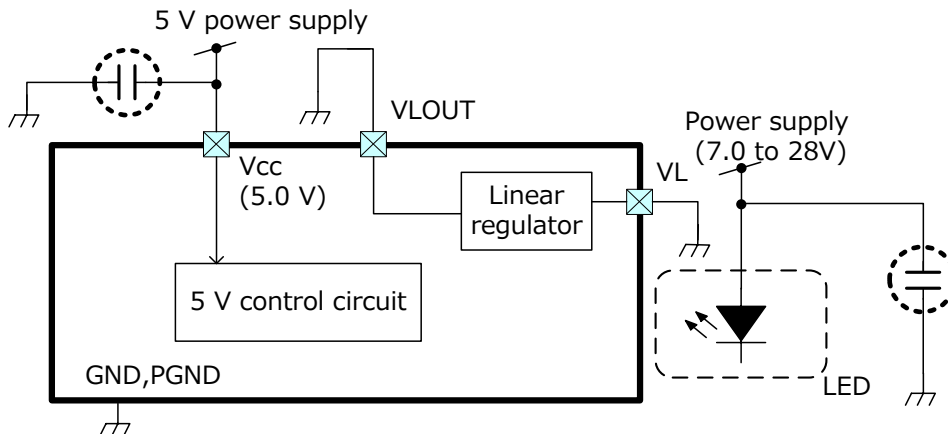 5 V power supply
VLOUT
Power supply
(7.0 to 28V)
Vcc
(5.0 V)
VL
Linear
regulator
5 V control circuit
GND,PGND
LED